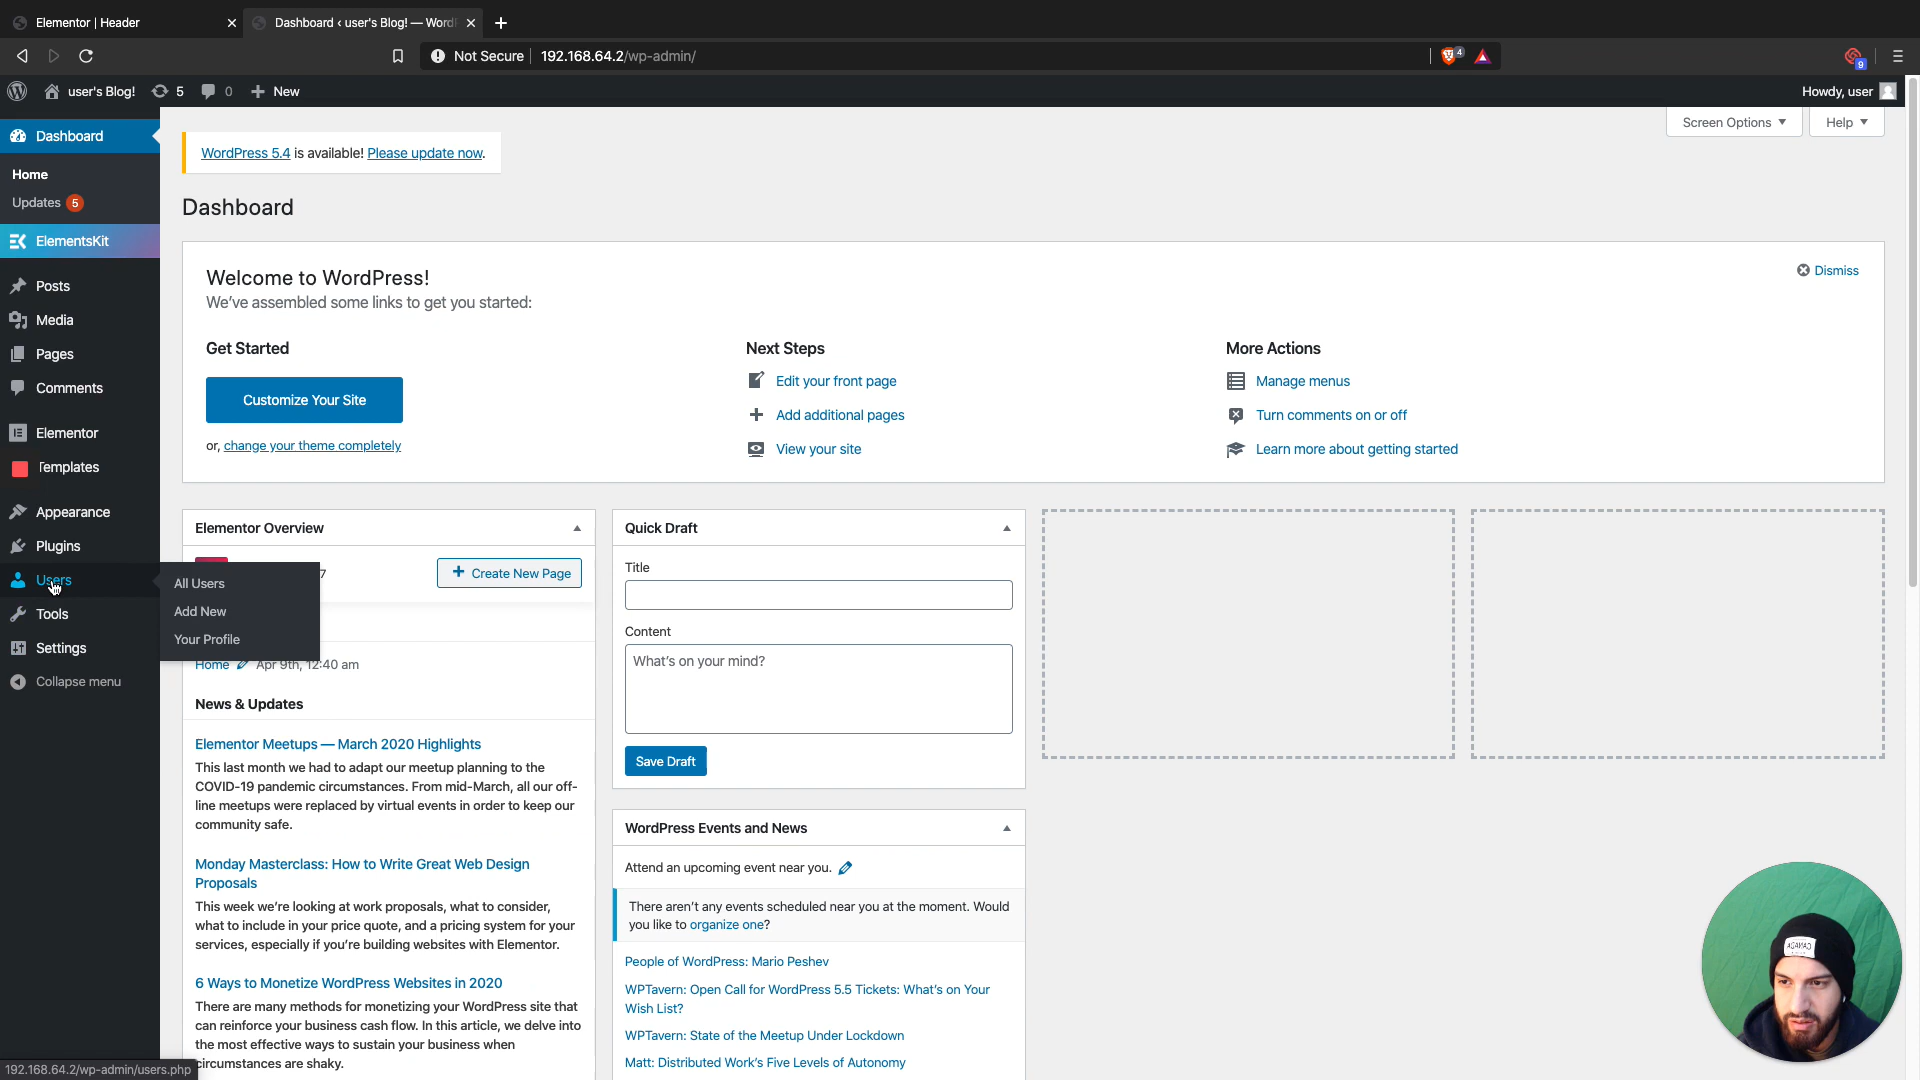 Elementor | Header
Dashboard ‹ user's Blog! — Word
Not Secure
192.168.64.2/wp-admin/
4
9
user's Blog!
5
0
New
Howdy, user
Dashboard
Home
Updates 5
ElementsKit
Posts
Media
Pages
Comments
Elementor
Templates
Appearance
Plugins
Users
Tools
Settings
Collapse menu
All Users
Add New
Your Profile
Screen Options
Help
WordPress 5.4 is available! Please update now.
Dashboard
Welcome to WordPress!
We've assembled some links to get you started:
Dismiss
Get Started
Customize Your Site
or, change your theme completely
Next Steps
Edit your front page
Add additional pages
View your site
More Actions
Manage menus
Turn comments on or off
Learn more about getting started
Elementor Overview
7
Create New Page
Home Apr 9th, 12:40 am
News & Updates
Elementor Meetups — March 2020 Highlights
This last month we had to adapt our meetup planning to the
COVID-19 pandemic circumstances. From mid-March, all our off-
line meetups were replaced by virtual events in order to keep our
community safe.
Monday Masterclass: How to Write Great Web Design
Proposals
This week we're looking at work proposals, what to consider,
what to include in your price quote, and a pricing system for your
services, especially if you're building websites with Elementor.
6 Ways to Monetize WordPress Websites in 2020
There are many methods for monetizing your WordPress site that
can reinforce your business cash flow. In this article, we delve into
the most effective ways to sustain your business when
circumstances are shaky.
Quick Draft
Title
Content
What's on your mind?
Save Draft
WordPress Events and News
Attend an upcoming event near you.
There aren't any events scheduled near you at the moment. Would
you like to organize one?
People of WordPress: Mario Peshev
WPTavern: Open Call for WordPress 5.5 Tickets: What's on Your
Wish List?
WPTavern: State of the Meetup Under Lockdown
Matt: Distributed Work's Five Levels of Autonomy
192.168.64.2/wp-admin/users.php